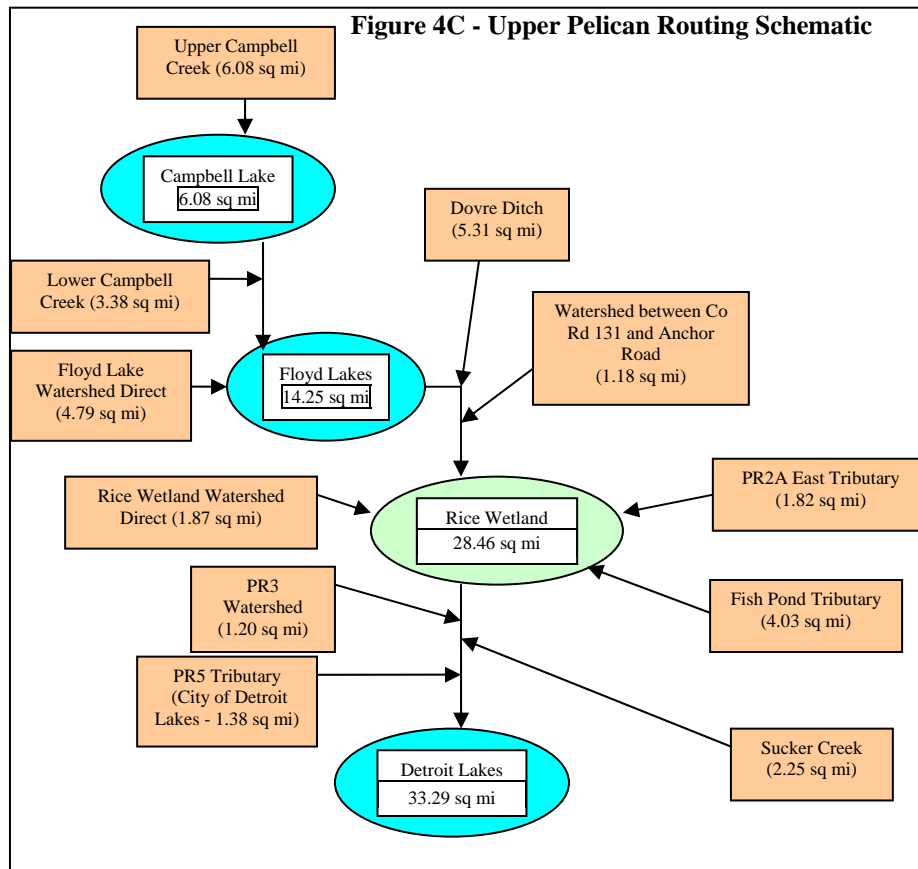 Figure 4C - Upper Pelican Routing Schematic
Upper Campbell
Creek (6.08 sq mi)
Campbell Lake
6.08 sq mi
Dovre Ditch
(5.31 sq mi)
Lower Campbell
Creek (3.38 sq mi)
Watershed between Co
Rd 131 and Anchor
Road
(1.18 sq mi)
Floyd Lake
Watershed Direct
(4.79 sq mi)
Floyd Lakes
14.25 sq mi
PR2A East Tributary
(1.82 sq mi)
Rice Wetland Watershed
Direct (1.87 sq mi)
Rice Wetland
28.46 sq mi
PR3
Watershed
(1.20 sq mi)
Fish Pond Tributary
(4.03 sq mi)
PR5 Tributary
(City of Detroit
Lakes - 1.38 sq mi)
Sucker Creek
(2.25 sq mi)
Detroit Lakes
33.29 sq mi